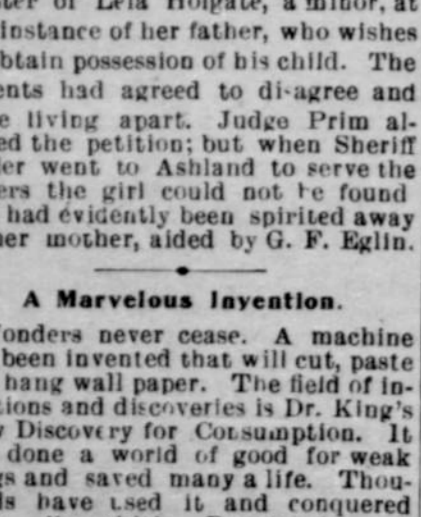 ter of Lela Holgate, a minor, at
instance of her father, who wishes
btain possession of his child. The
ents had agreed to di-agree and
e living apart. Judge Prim al-
ed the petition; but when Sheriff
er went to Ashland to serve the
ers the girl could not be found
had evidently been spirited away
her mother, aided by G. F. Eglin.
A Marvelous Invention.
onders never cease. A machine
been invented that will cut, paste
hang wall paper. The field of in-
tions and discoveries is Dr. King's
Discovery for Consumption. It
done a world of good for weak
gs and saved many a life. Thou-
ds have used it and conquered